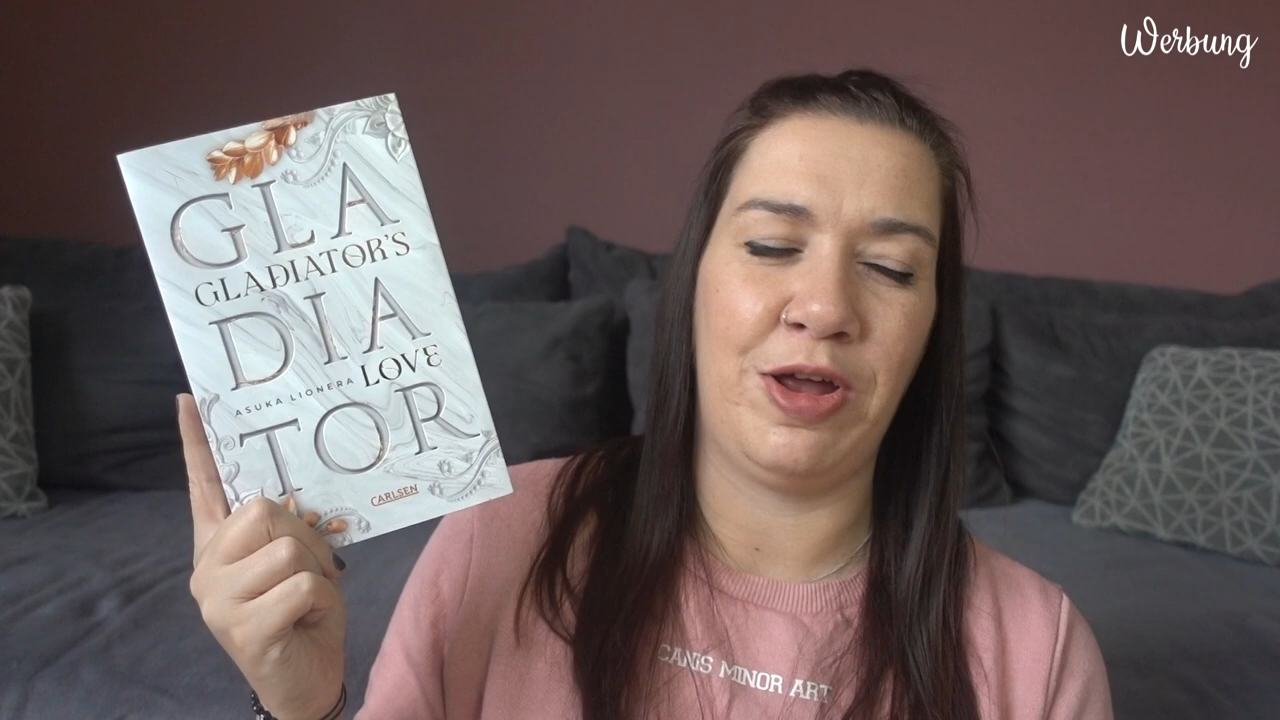 Werbung
GLA
GLADIATOR'S
DIA
ASUKA LIONERA LOVE
TOR
CARLSEN
CANIS MINOR ART